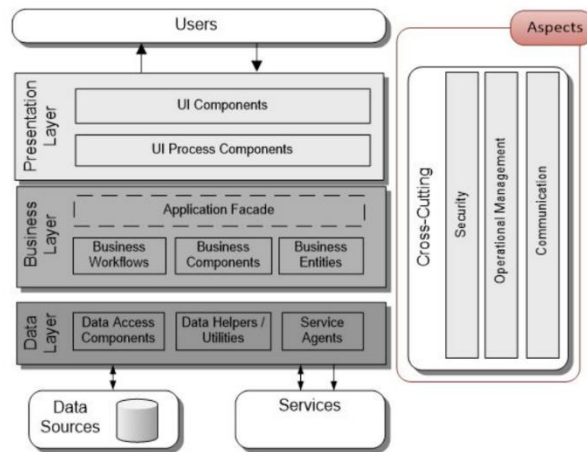 Users
Aspects
Presentation
Layer
UI Components
UI Process Components
Business
Layer
Application Facade
Business
Workflows
Business
Components
Business
Entities
Data
Layer
Data Access
Components
Data Helpers /
Utilities
Service
Agents
Data
Sources
Services
Cross-Cutting
Security
Operational Management
Communication